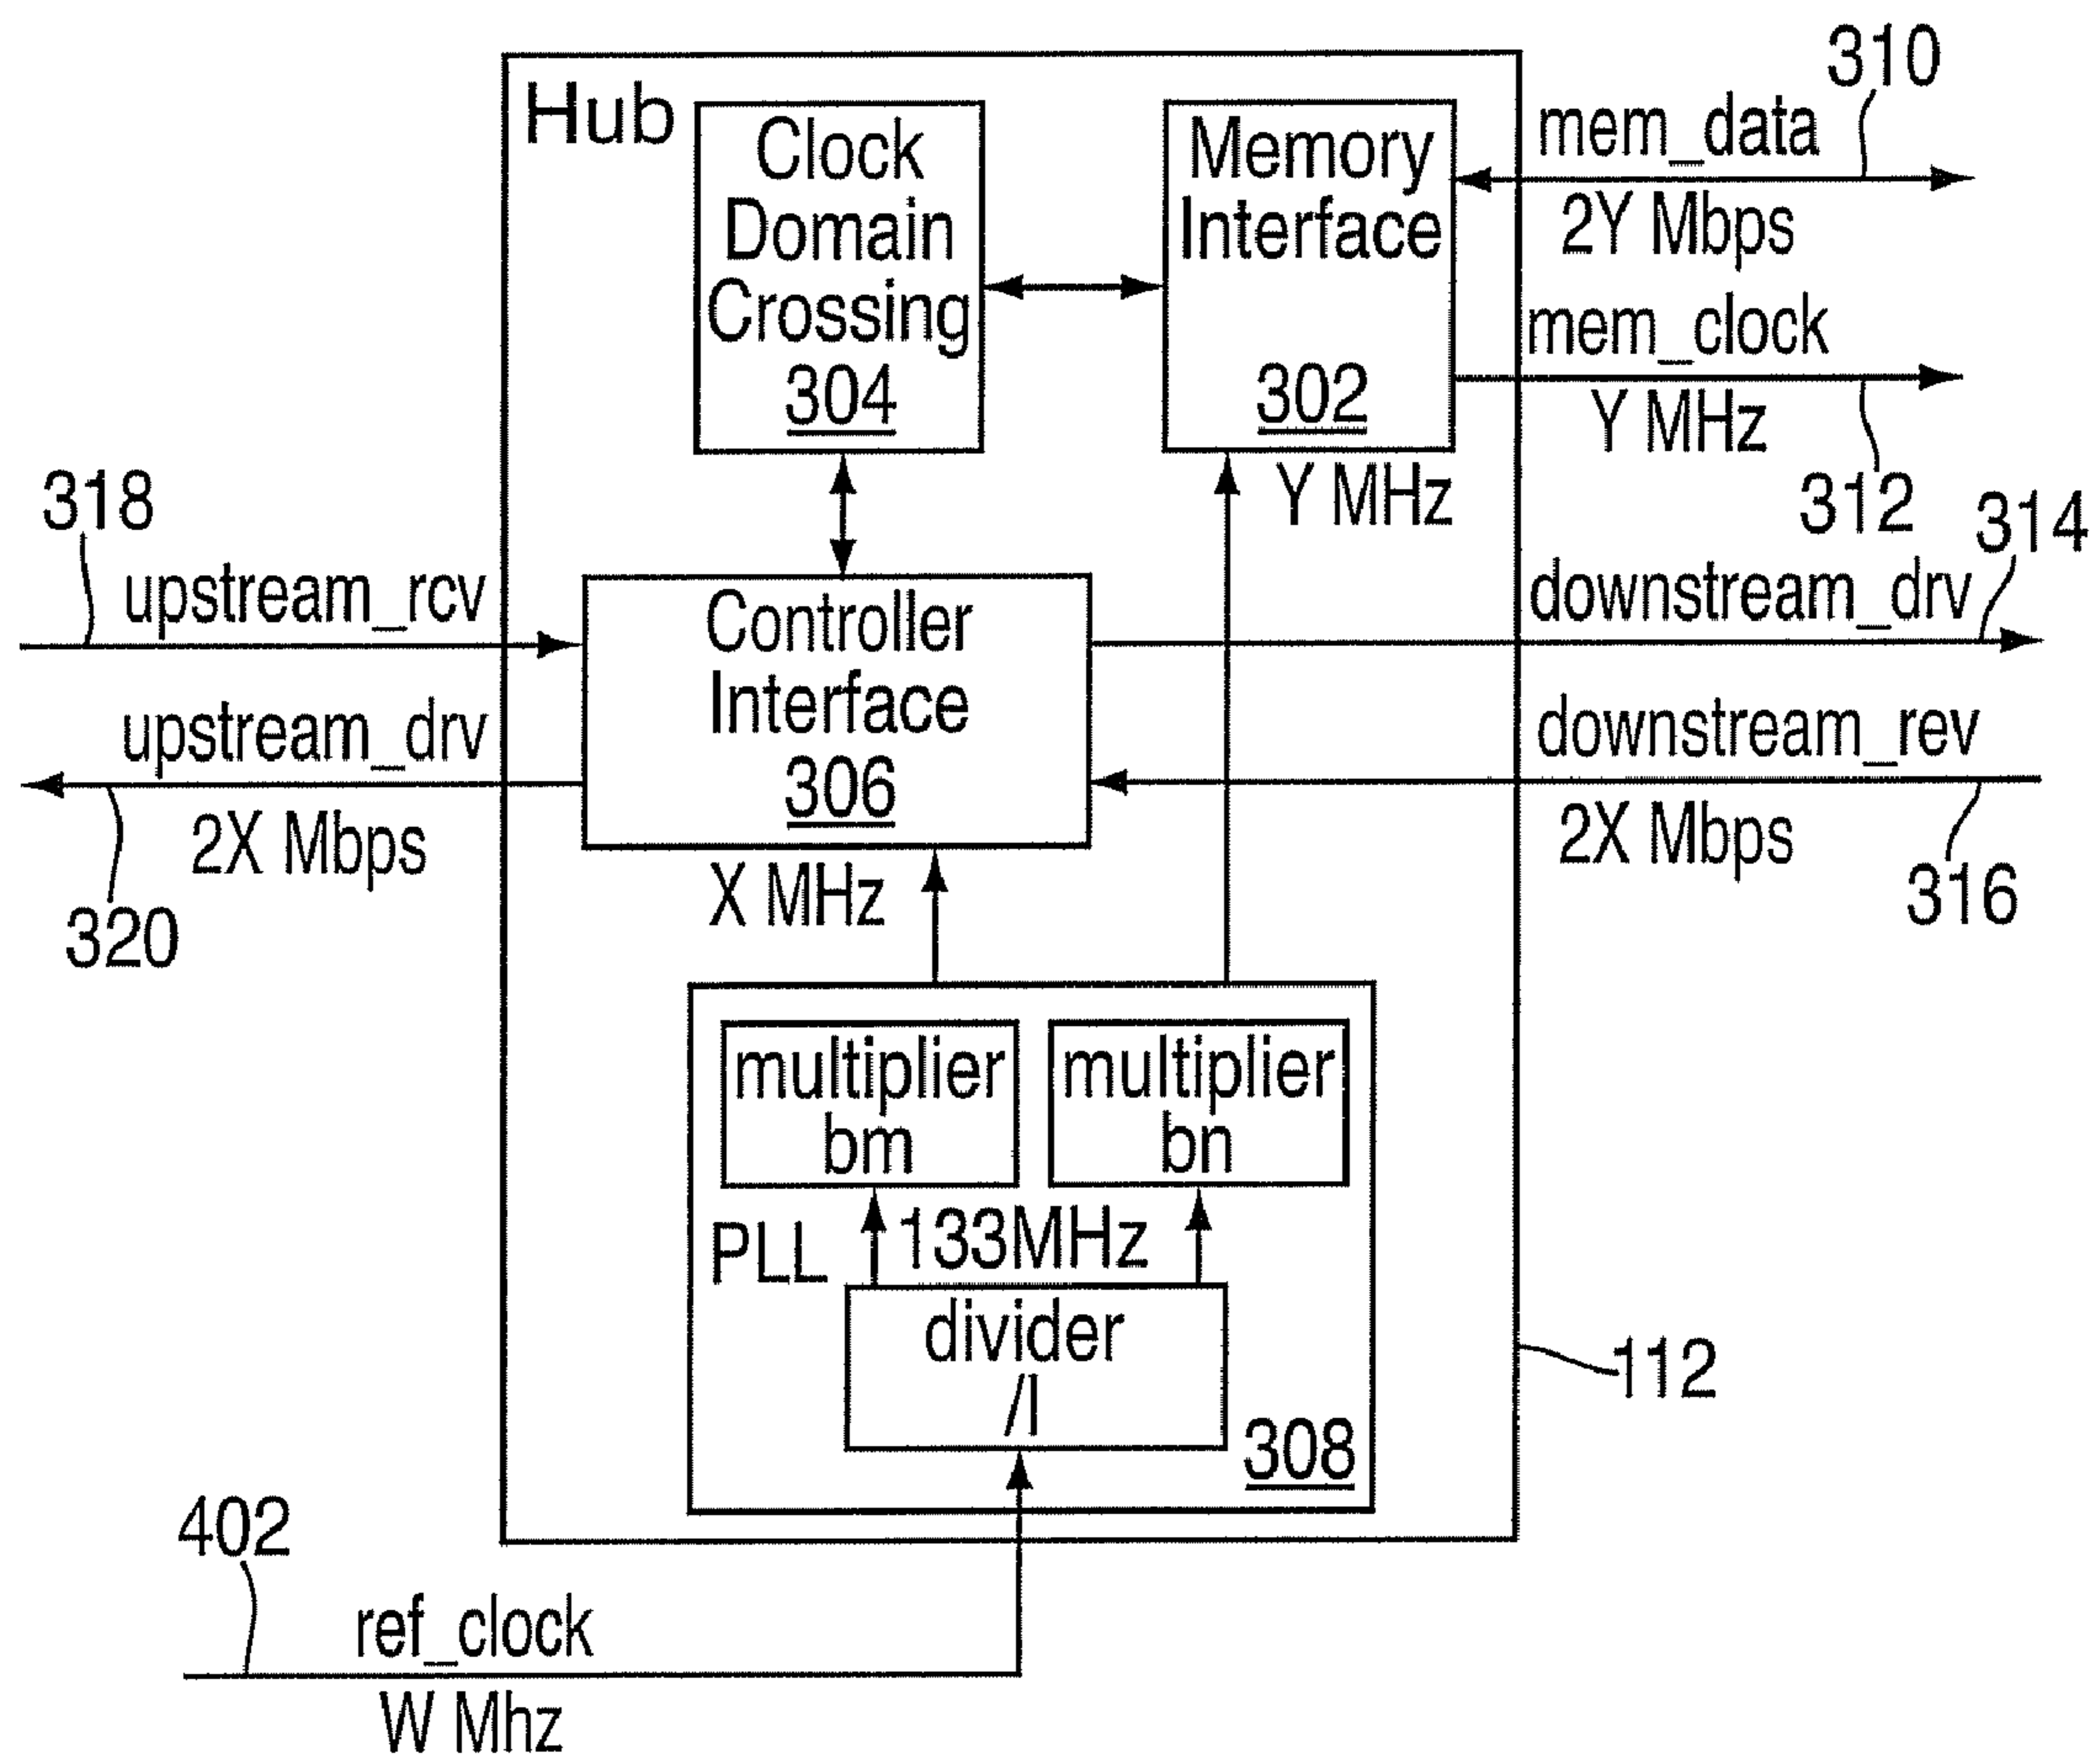 310
Hub
Clock
Domain
Crossing
304
Memory
Interface
302
mem_data
2Y Mbps
mem_clock
Y MHz
312
Y MHz
314
318
upstream_rcv
upstream_drv
2X Mbps
320
Controller
Interface
306
downstream_drv
downstream_rev
2X Mbps
316
X MHz
multiplier
bm
multiplier
bn
PLL
133MHz
divider
/l
308
112
402
ref_clock
W Mhz